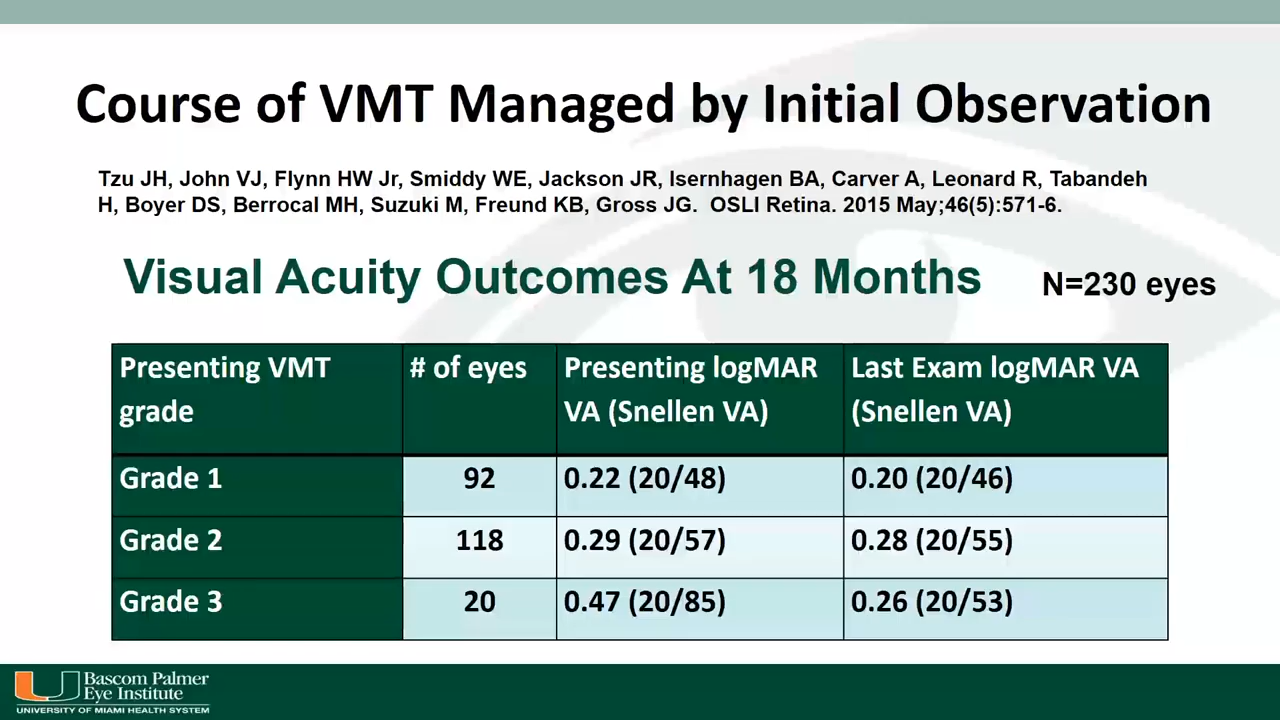 Course of VMT Managed by Initial Observation
Tzu JH, John VJ, Flynn HW Jr, Smiddy WE, Jackson JR, Isernhagen BA, Carver A, Leonard R, Tabandeh
H, Boyer DS, Berrocal MH, Suzuki M, Freund KB, Gross JG. OSLI Retina. 2015 May;46(5):571-6.
Visual Acuity Outcomes At 18 Months N=230 eyes
Presenting VMT grade # of eyes Presenting logMAR VA (Snellen VA) Last Exam logMAR VA (Snellen VA)
Grade 1 92 0.22 (20/48) 0.20 (20/46)
Grade 2 118 0.29 (20/57) 0.28 (20/55)
Grade 3 20 0.47 (20/85) 0.26 (20/53)
Bascom Palmer
Eye Institute
UNIVERSITY OF MIAMI HEALTH SYSTEM